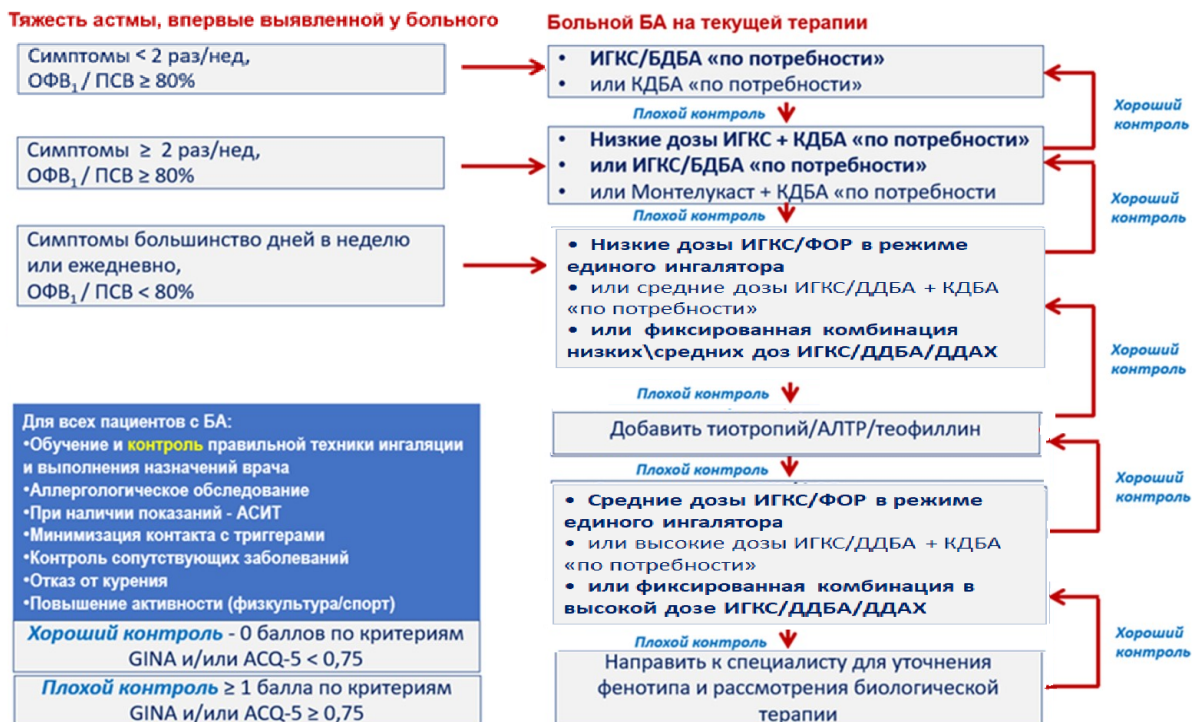 Тяжесть астмы, впервые выявленной у больного
Симптомы < 2 раз/нед,
ОФВ1 / ПСВ ≥ 80%
Симптомы ≥ 2 раз/нед,
ОФВ1 / ПСВ ≥ 80%
Симптомы большинство дней в неделю
или ежедневно,
ОФВ1 / ПСВ < 80%
Для всех пациентов с БА:
•Обучение и контроль правильной техники ингаляции
и выполнения назначений врача
•Аллергологическое обследование
•При наличии показаний - АСИТ
•Минимизация контакта с триггерами
•Контроль сопутствующих заболеваний
•Отказ от курения
•Повышение активности (физкультура/спорт)
Хороший контроль - 0 баллов по критериям
GINA и/или ACQ-5 < 0,75
Плохой контроль ≥ 1 балла по критериям
GINA и/или ACQ-5 ≥ 0,75
Больной БА на текущей терапии
• ИГКС/БДБА «по потребности»
• или КДБА «по потребности»
Плохой контроль
• Низкие дозы ИГКС + КДБА «по потребности»
• или ИГКС/БДБА «по потребности»
• или Монтелукаст + КДБА «по потребности
Плохой контроль
• Низкие дозы ИГКС/ФОР в режиме
единого ингалятора
• или средние дозы ИГКС/ДДБА + КДБА
«по потребности»
• или фиксированная комбинация
низких\средних доз ИГКС/ДДБА/ДДАХ
Плохой контроль
Добавить тиотропий/АЛТР/теофиллин
Плохой контроль
• Средние дозы ИГКС/ФОР в режиме
единого ингалятора
• или высокие дозы ИГКС/ДДБА + КДБА
«по потребности»
• или фиксированная комбинация в
высокой дозе ИГКС/ДДБА/ДДАХ
Плохой контроль
Направить к специалисту для уточнения
фенотипа и рассмотрения биологической
терапии
Хороший
контроль
Хороший
контроль
Хороший
контроль
Хороший
контроль
Хороший
контроль